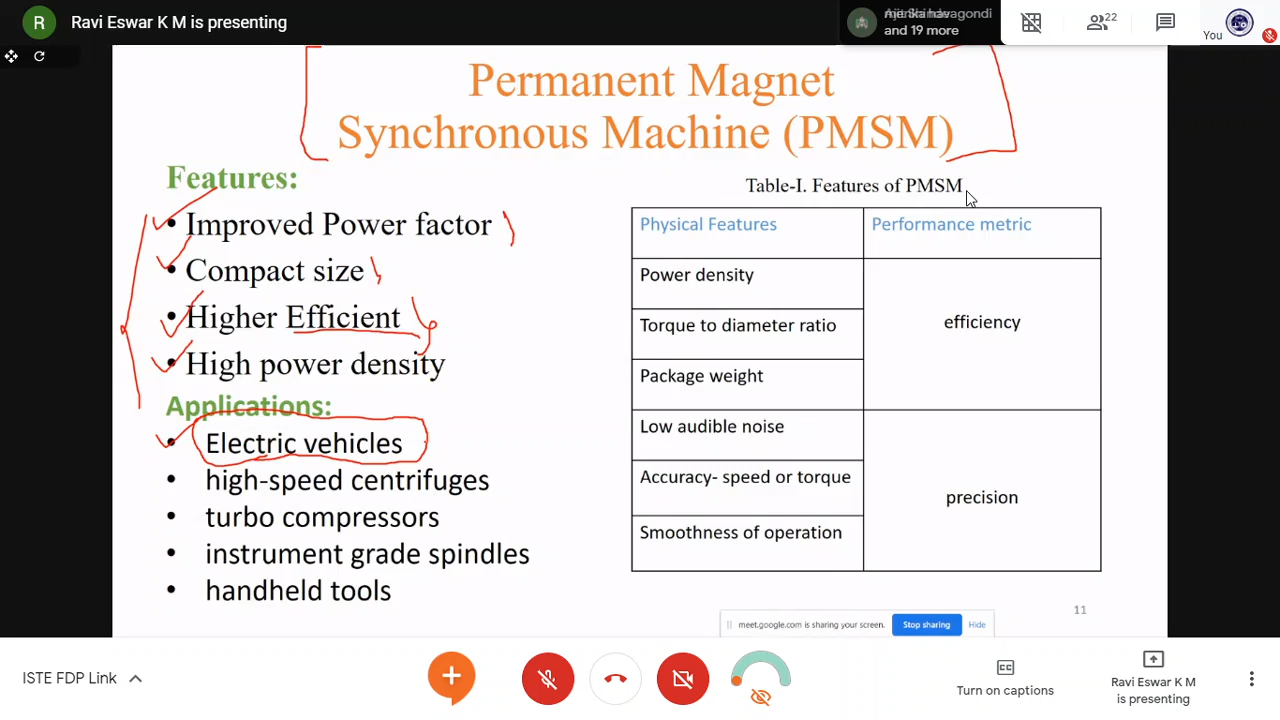 R Ravi Eswar K M is presenting
and 19 more
22
You
Permanent Magnet
Synchronous Machine (PMSM)
Features:
• Improved Power factor
• Compact size
• Higher Efficient
• High power density
Applications:
• Electric vehicles
• high-speed centrifuges
• turbo compressors
• instrument grade spindles
• handheld tools
Table-I. Features of PMSM
Physical Features Performance metric
Power density
Torque to diameter ratio
Package weight
efficiency
Low audible noise
Accuracy- speed or torque
Smoothness of operation
precision
11
meet.google.com is sharing your screen. Stop sharing Hide
ISTE FDP Link
Turn on captions
Ravi Eswar K M
is presenting